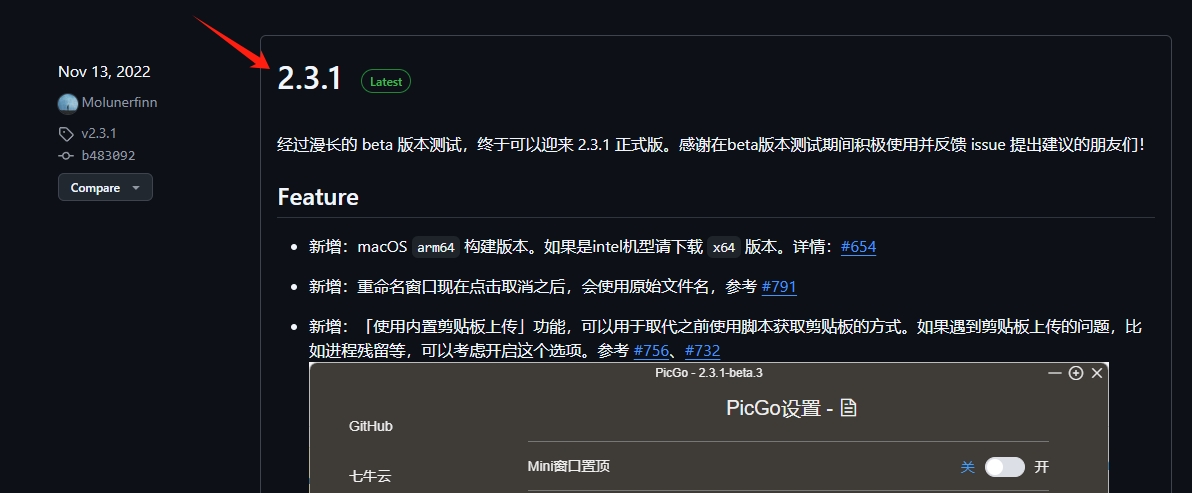 Nov 13, 2022
Molunerfinn
v2.3.1
b483092
Compare
2.3.1 Latest
经过漫长的 beta 版本测试，终于可以迎来 2.3.1 正式版。感谢在beta版本测试期间积极使用并反馈 issue 提出建议的朋友们！
Feature
新增：macOS arm64 构建版本。如果是intel机型请下载 x64 版本。详情：#654
新增：重命名窗口现在点击取消之后，会使用原始文件名，参考 #791
新增：「使用内置剪贴板上传」功能，可以用于取代之前使用脚本获取剪贴板的方式。如果遇到剪贴板上传的问题，比
如进程残留等，可以考虑开启这个选项。参考 #756、#732
PicGo - 2.3.1-beta.3
PicGo设置 -
GitHub
Mini窗口置顶 关 开
七牛云